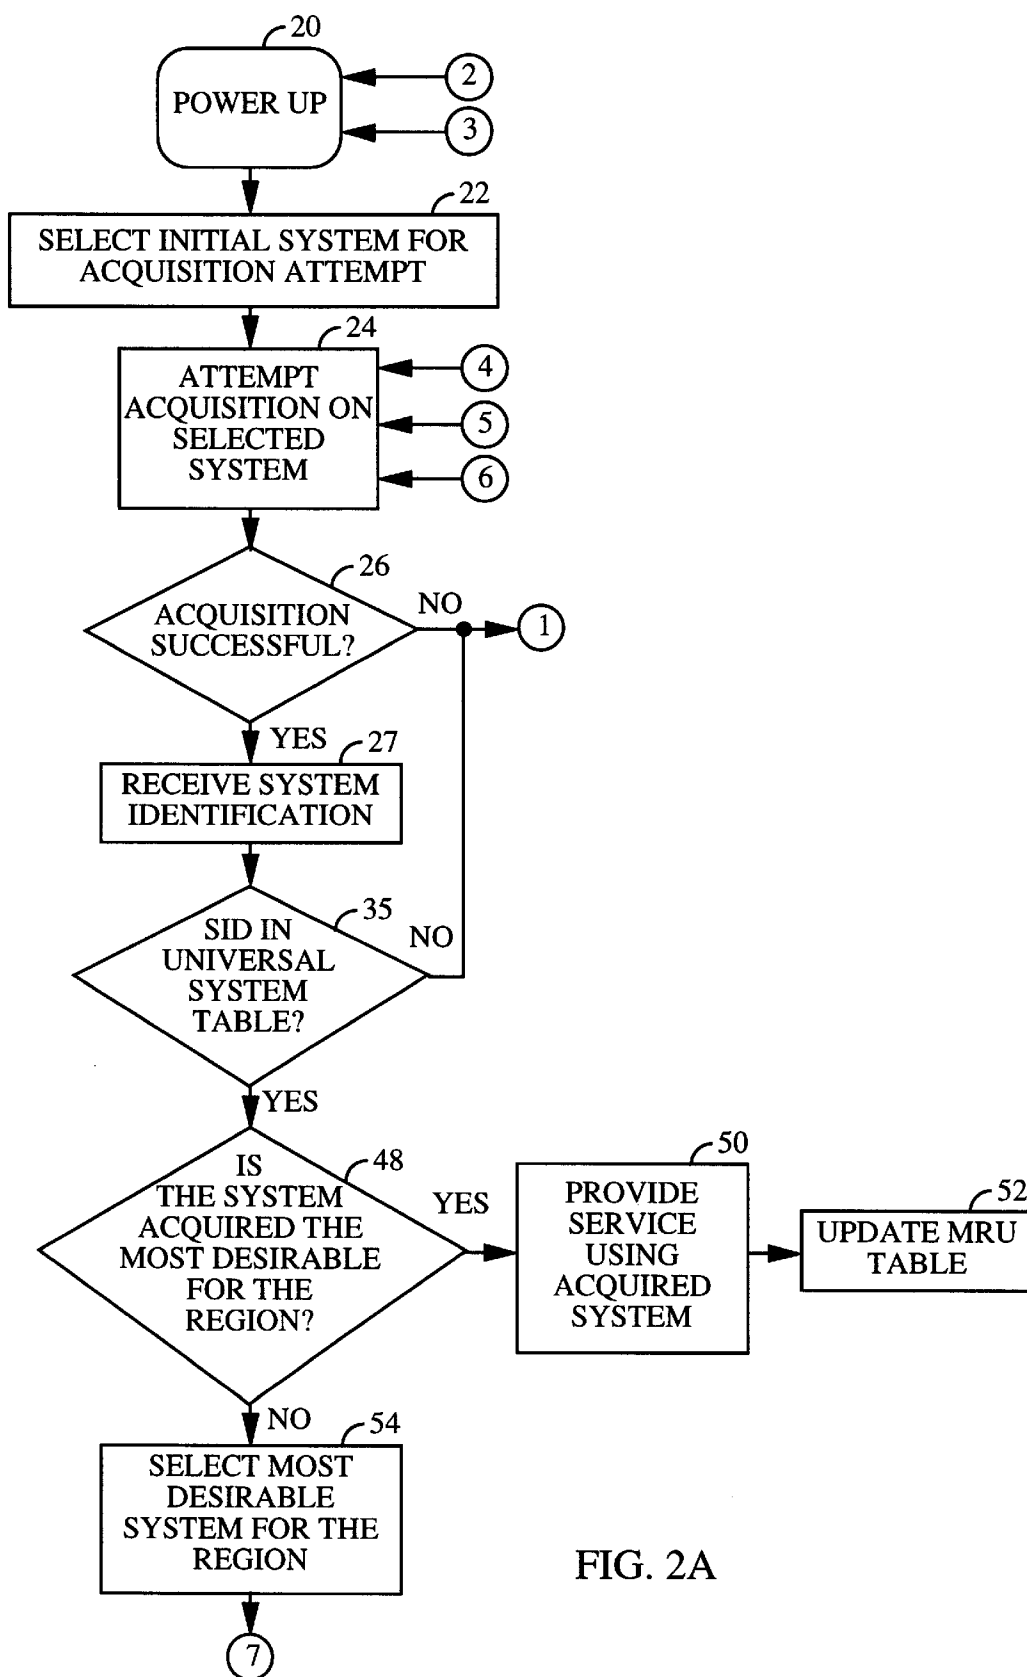 20
POWER UP
2
3
22
SELECT INITIAL SYSTEM FOR
ACQUISITION ATTEMPT
24
ATTEMPT
ACQUISITION ON
SELECTED
SYSTEM
4
5
6
26
ACQUISITION
SUCCESSFUL?
NO
1
YES
27
RECEIVE SYSTEM
IDENTIFICATION
35
SID IN
UNIVERSAL
SYSTEM
TABLE?
NO
YES
48
IS
THE SYSTEM
ACQUIRED THE
MOST DESIRABLE
FOR THE
REGION?
YES
50
PROVIDE
SERVICE
USING
ACQUIRED
SYSTEM
52
UPDATE MRU
TABLE
NO
54
SELECT MOST
DESIRABLE
SYSTEM FOR THE
REGION
7
FIG. 2A